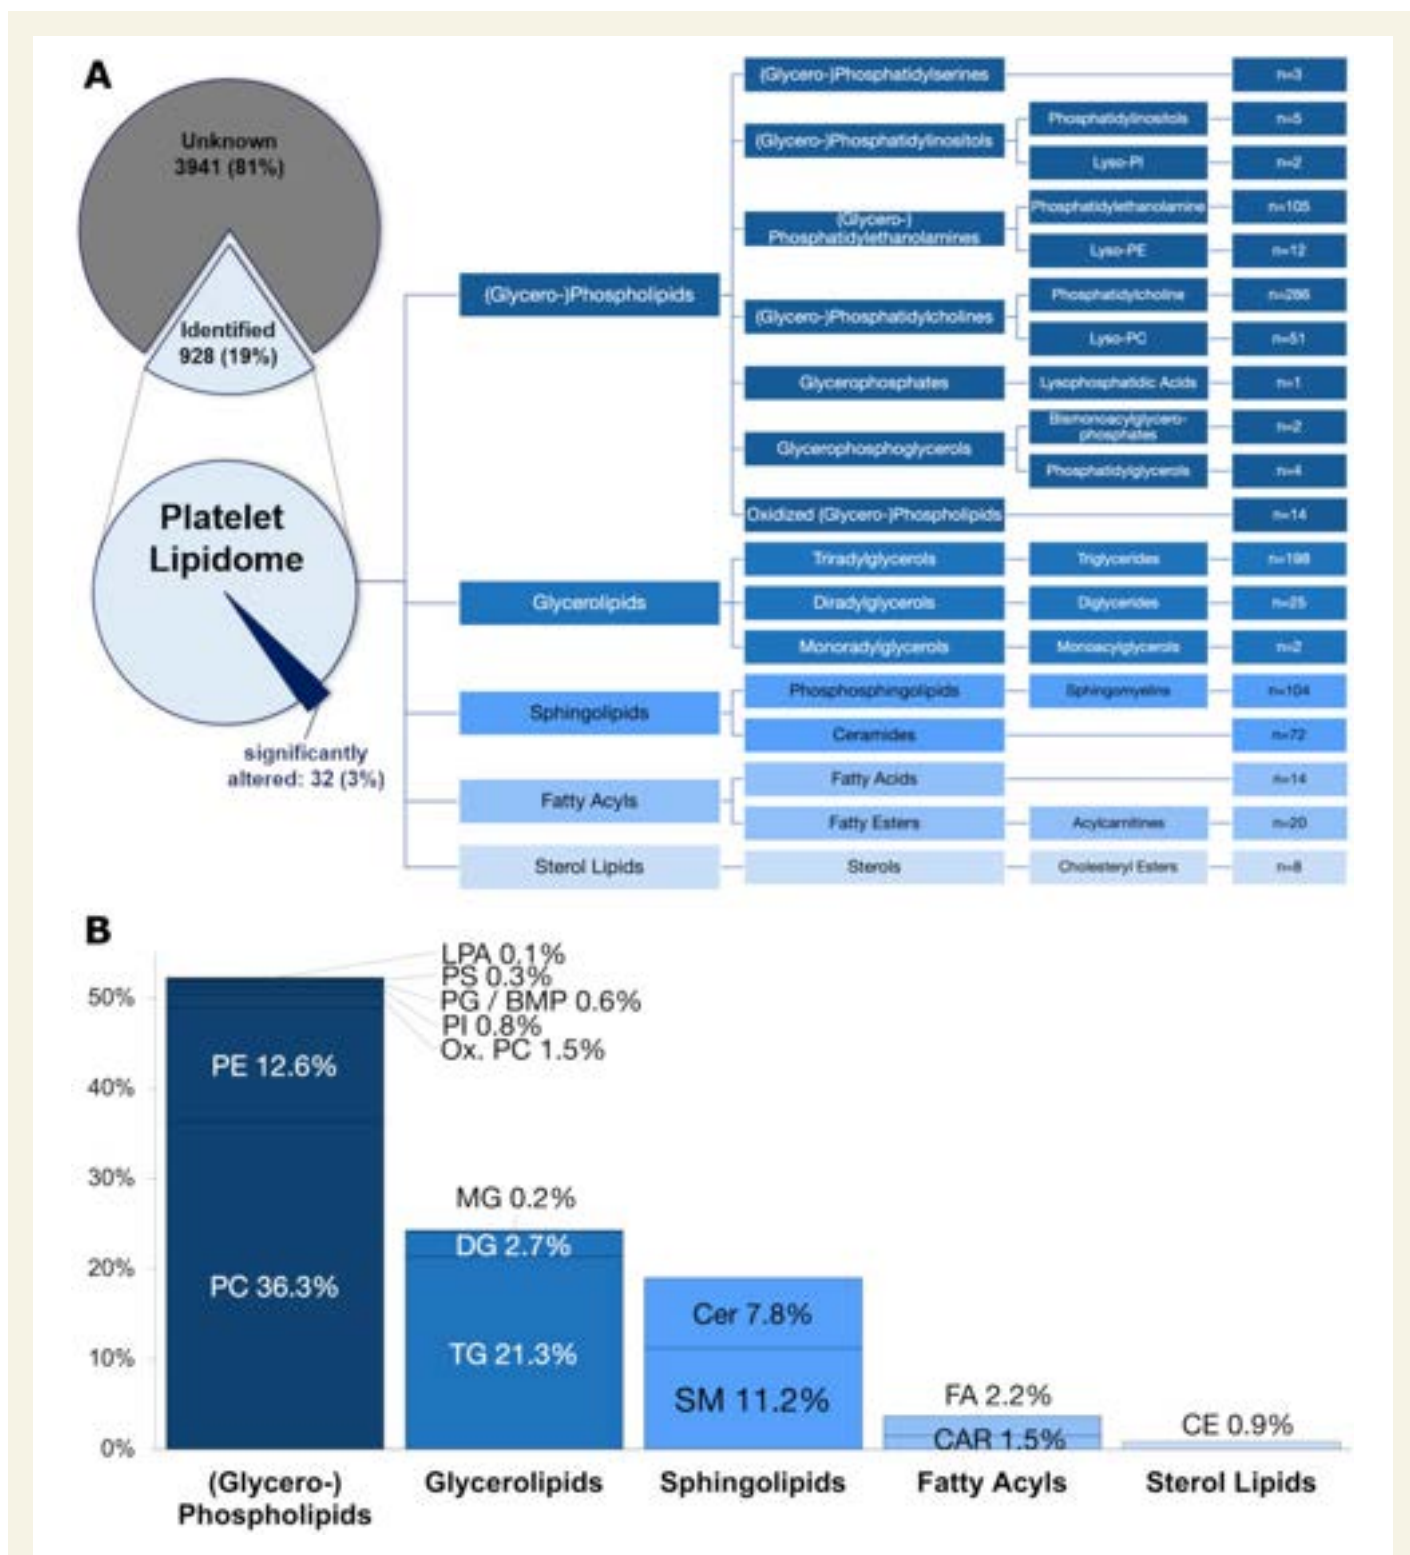 A
Unknown
3941 (81%)
Identified
928 (19%)
Platelet
Lipidome
significantly
altered: 32 (3%)
(Glycero-)Phospholipids
(Glycero-)Phosphatidylserines
n=3
(Glycero-)Phosphatidylinositols
Phosphatidylinositols
n=5
Lyso-PI
n=2
(Glycero-)
Phosphatidylethanolamines
Phosphatidylethanolamine
n=105
Lyso-PE
n=12
(Glycero-)Phosphatidylcholines
Phosphatidylcholine
n=286
Lyso-PC
n=51
Glycerophosphates
Lysophosphatidic Acids
n=1
Glycerophosphoglycerols
Bismonoacylglycero-
phosphates
n=2
Phosphatidylglycerols
n=4
Oxidized (Glycero-)Phospholipids
n=14
Glycerolipids
Triradylglycerols
Triglycerides
n=198
Diradylglycerols
Diglycerides
n=25
Monoradylglycerols
Monoacylglycerols
n=2
Sphingolipids
Phosphosphingolipids
Sphingomyelins
n=104
Ceramides
n=72
Fatty Acyls
Fatty Acids
n=14
Fatty Esters
Acylcarnitines
n=20
Sterol Lipids
Sterols
Cholesteryl Esters
n=8
B
50%
40%
30%
20%
10%
0%
LPA 0.1%
PS 0.3%
PG / BMP 0.6%
PI 0.8%
Ox. PC 1.5%
PE 12.6%
PC 36.3%
MG 0.2%
DG 2.7%
TG 21.3%
Cer 7.8%
SM 11.2%
FA 2.2%
CAR 1.5%
CE 0.9%
(Glycero-)
Phospholipids
Glycerolipids
Sphingolipids
Fatty Acyls
Sterol Lipids